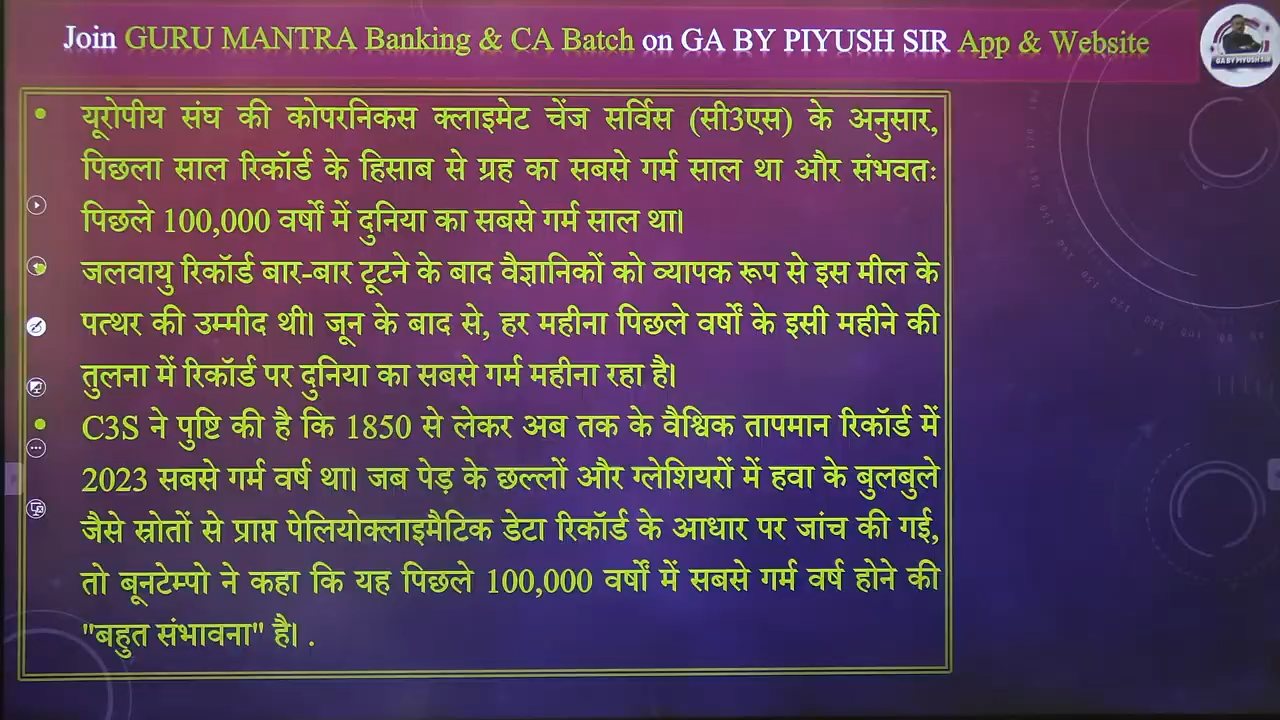 Join GURU MANTRA Banking & CA Batch on GA BY PIYUSH SIR App & Website
GA BY PIYUSH SIR
यूरोपीय संघ की कोपरनिकस क्लाइमेट चेंज सर्विस (सी3एस) के अनुसार,
पिछला साल रिकॉर्ड के हिसाब से ग्रह का सबसे गर्म साल था और संभवतः
पिछले 100,000 वर्षों में दुनिया का सबसे गर्म साल था।
जलवायु रिकॉर्ड बार-बार टूटने के बाद वैज्ञानिकों को व्यापक रूप से इस मील के
पत्थर की उम्मीद थी। जून के बाद से, हर महीना पिछले वर्षों के इसी महीने की
तुलना में रिकॉर्ड पर दुनिया का सबसे गर्म महीना रहा है।
C3S ने पुष्टि की है कि 1850 से लेकर अब तक के वैश्विक तापमान रिकॉर्ड में
2023 सबसे गर्म वर्ष था। जब पेड़ के छल्लों और ग्लेशियरों में हवा के बुलबुले
जैसे स्रोतों से प्राप्त पेलियोक्लाइमैटिक डेटा रिकॉर्ड के आधार पर जांच की गई,
तो बूनटेम्पो ने कहा कि यह पिछले 100,000 वर्षों में सबसे गर्म वर्ष होने की
"बहुत संभावना" है। .